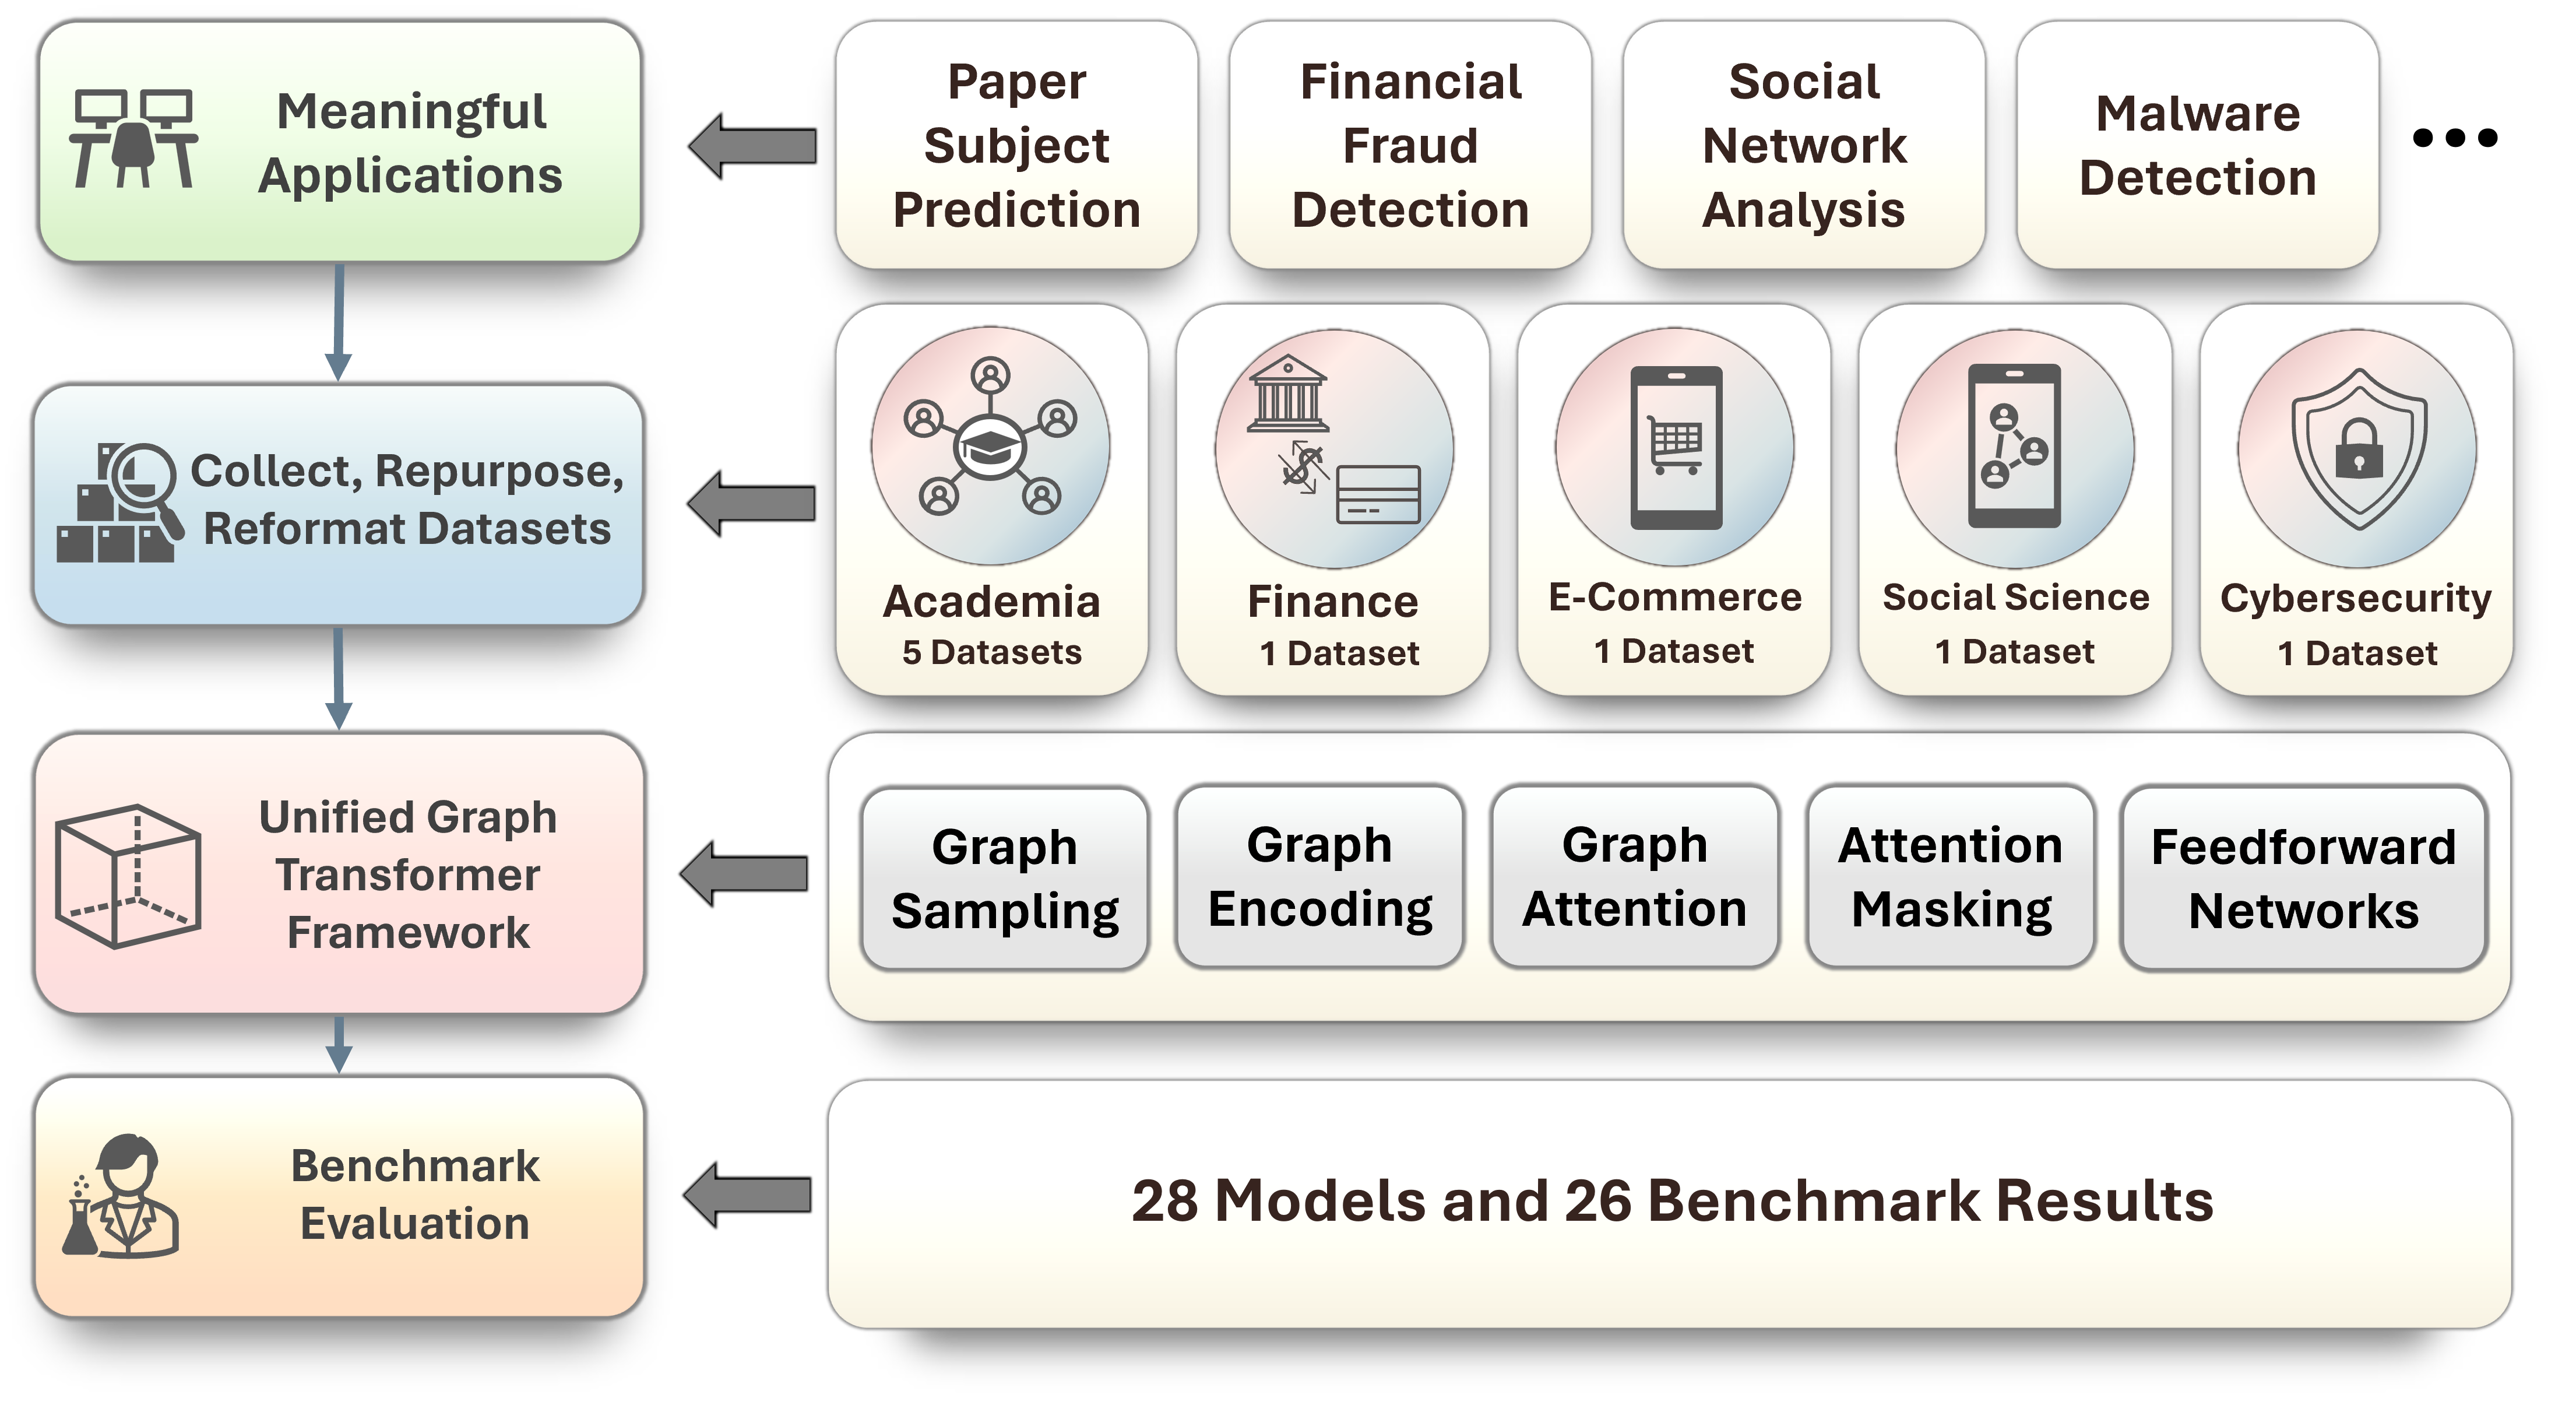 Meaningful
Applications
Paper
Subject
Prediction
Financial
Fraud
Detection
Social
Network
Analysis
Malware
Detection
•••
Collect, Repurpose,
Reformat Datasets
Academia
5 Datasets
Finance
1 Dataset
E-Commerce
1 Dataset
Social Science
1 Dataset
Cybersecurity
1 Dataset
Unified Graph
Transformer
Framework
Graph
Sampling
Graph
Encoding
Graph
Attention
Attention
Masking
Feedforward
Networks
Benchmark
Evaluation
28 Models and 26 Benchmark Results